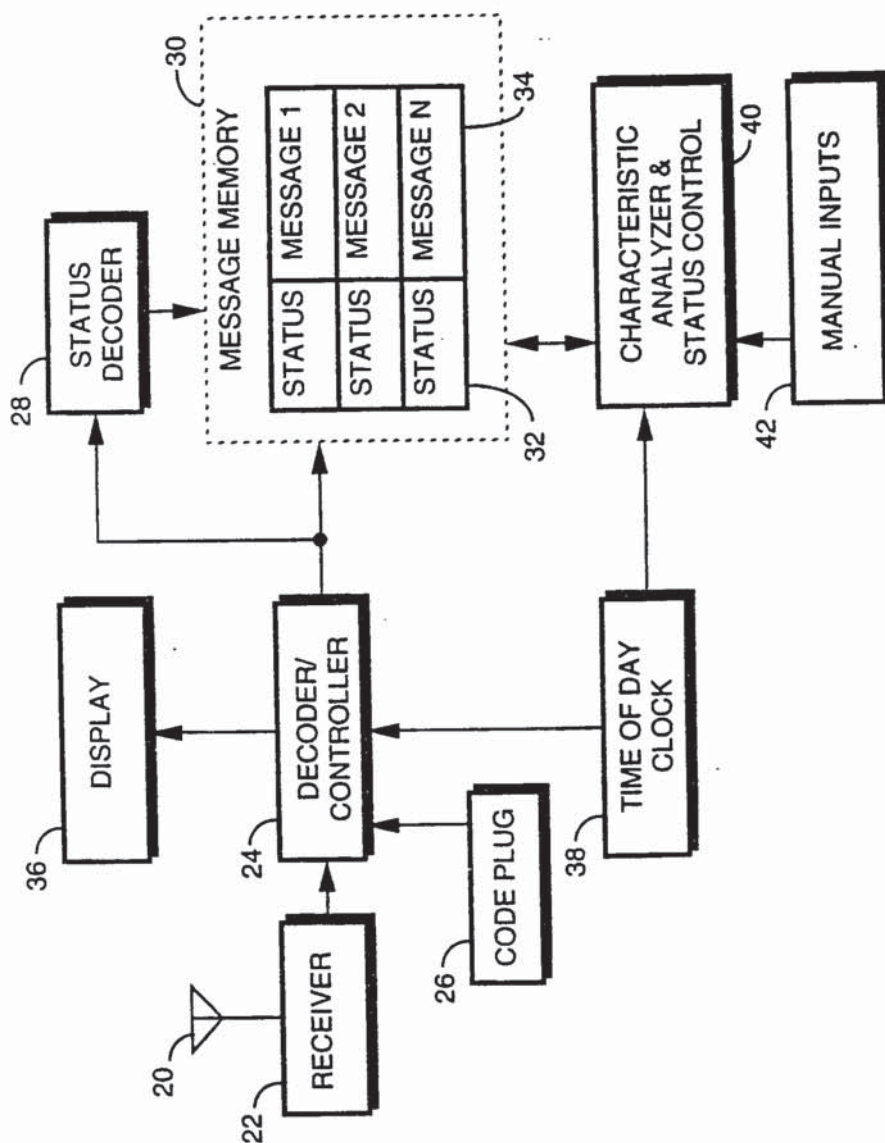 20
22
RECEIVER
36
DISPLAY
24
DECODER/
CONTROLLER
26
CODE PLUG
38
TIME OF DAY
CLOCK
28
STATUS
DECODER
30
MESSAGE MEMORY
STATUS MESSAGE 1
STATUS MESSAGE 2
STATUS MESSAGE N
32
34
CHARACTERISTIC
ANALYZER &
STATUS CONTROL
40
42
MANUAL INPUTS